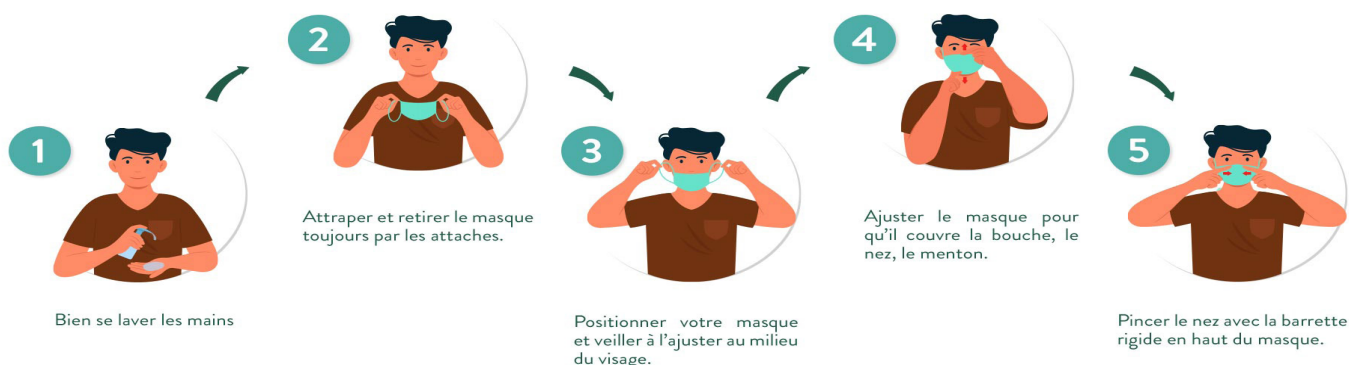 1
Bien se laver les mains
2
Attraper et retirer le masque
toujours par les attaches.
3
Positionner votre masque
et veiller à l'ajuster au milieu
du visage.
4
Ajuster le masque pour
qu'il couvre la bouche, le
nez, le menton.
5
Pincer le nez avec la barrette
rigide en haut du masque.